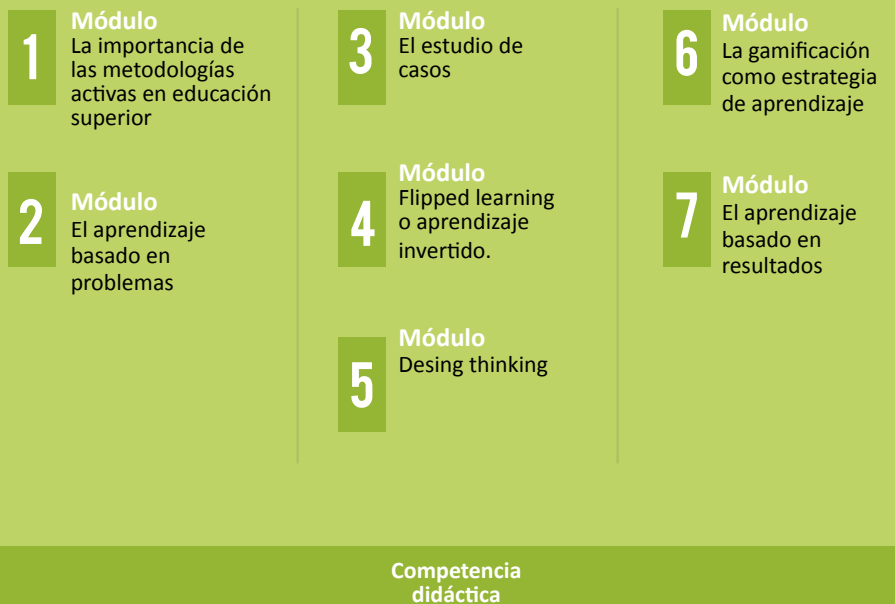 1
Módulo
La importancia de
las metodologías
activas en educación
superior
2
Módulo
El aprendizaje
basado en
problemas
3
Módulo
El estudio de
casos
4
Módulo
Flipped learning
o aprendizaje
invertido.
5
Módulo
Desing thinking
6
Módulo
La gamificación
como estrategia
de aprendizaje
7
Módulo
El aprendizaje
basado en
resultados
Competencia
didáctica